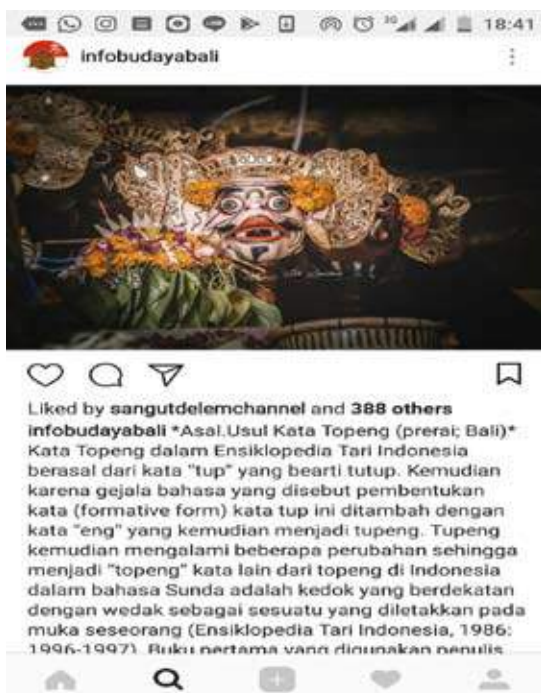 3G 18:41
infobudayabali
Liked by sangutdelemchannel and 388 others
infobudayabali *Asal.Usul Kata Topeng (prerai; Bali)*
Kata Topeng dalam Ensiklopedia Tari Indonesia
berasal dari kata "tup" yang beartı tutup. Kemudian
karena gejala bahasa yang disebut pembentukan
kata (formative form) kata tup ini ditambah dengan
kata "eng" yang kemudian menjadi tupeng. Tupeng
kemudian mengalami beberapa perubahan sehingga
menjadi "topeng" kata lain dari topeng di Indonesia
dalam bahasa Sunda adalah kedok yang berdekatan
dengan wedak sebagai sesuatu yang diletakkan pada
muka seseorang (Ensiklopedia Tari Indonesia, 1986:
1996-1997). Buku pertama yang digunakan penulis